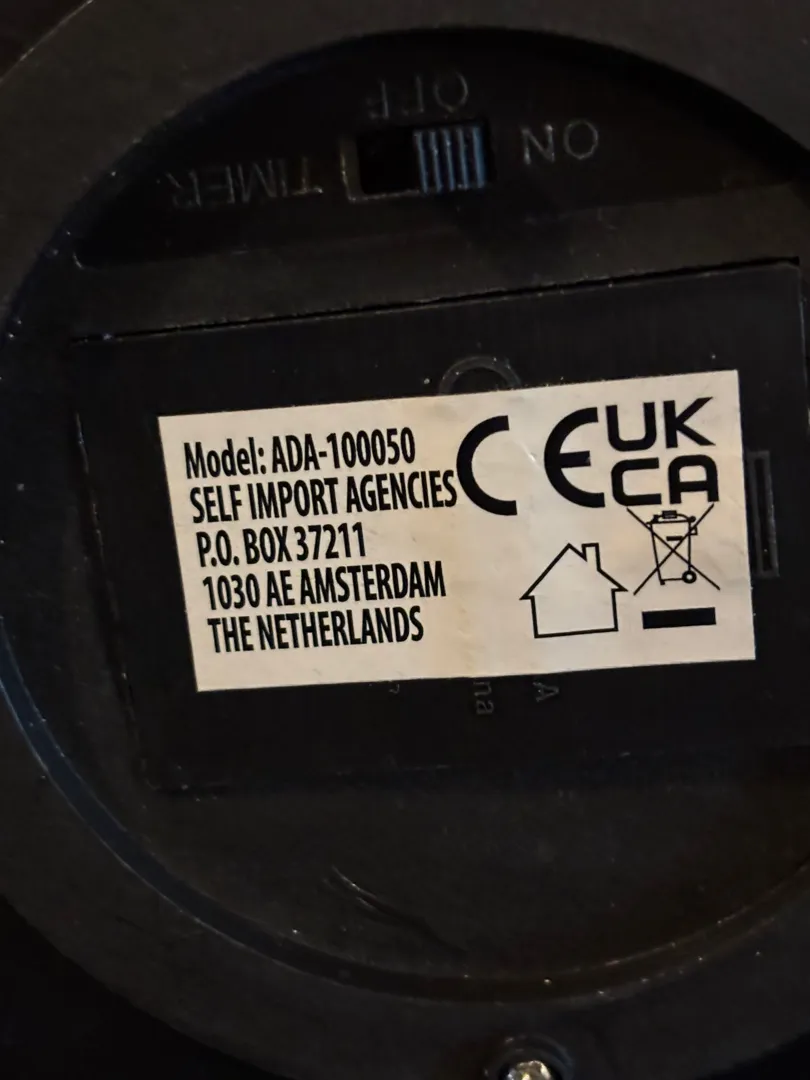 OFF
ON
TIMER
Model: ADA-100050
SELF IMPORT AGENCIES
P.O. BOX 37211
1030 AE AMSTERDAM
THE NETHERLANDS
CE
UK
CA